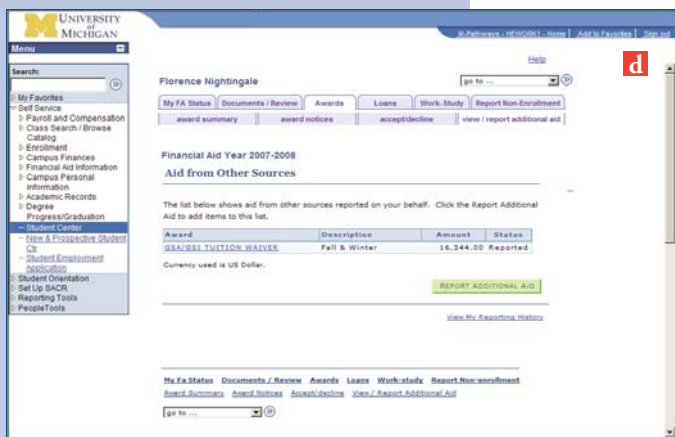 UNIVERSITY
OF
MICHIGAN
M-Pathways - HEWORK1 - Home | Add to Favorites | Sign out
Menu
Help
d
Search:
My Favorites
Self Service
Payroll and Compensation
Class Search / Browse
Catalog
Enrollment
Campus Finances
Financial Aid Information
Campus Personal
Information
Academic Records
Degree
Progress/Graduation
Student Center
New & Prospective Student
Ctr
Student Employment
Application
Student Orientation
Set Up SACR
Reporting Tools
PeopleTools
Florence Nightingale
go to ...
My FA Status Documents / Review Awards Loans Work-Study Report Non-Enrollment
award summary award notices accept/decline view / report additional aid
Financial Aid Year 2007-2008
Aid from Other Sources
The list below shows aid from other sources reported on your behalf. Click the Report Additional
Aid to add items to this list.
Award Description Amount Status
GSA/GSI TUITION WAIVER Fall & Winter 16,344.00 Reported
Currency used is US Dollar.
REPORT ADDITIONAL AID
View My Reporting History
My Fa Status Documents / Review Awards Loans Work-study Report Non-enrollment
Award Summary Award Notices Accept/decline View / Report Additional Aid
go to ...